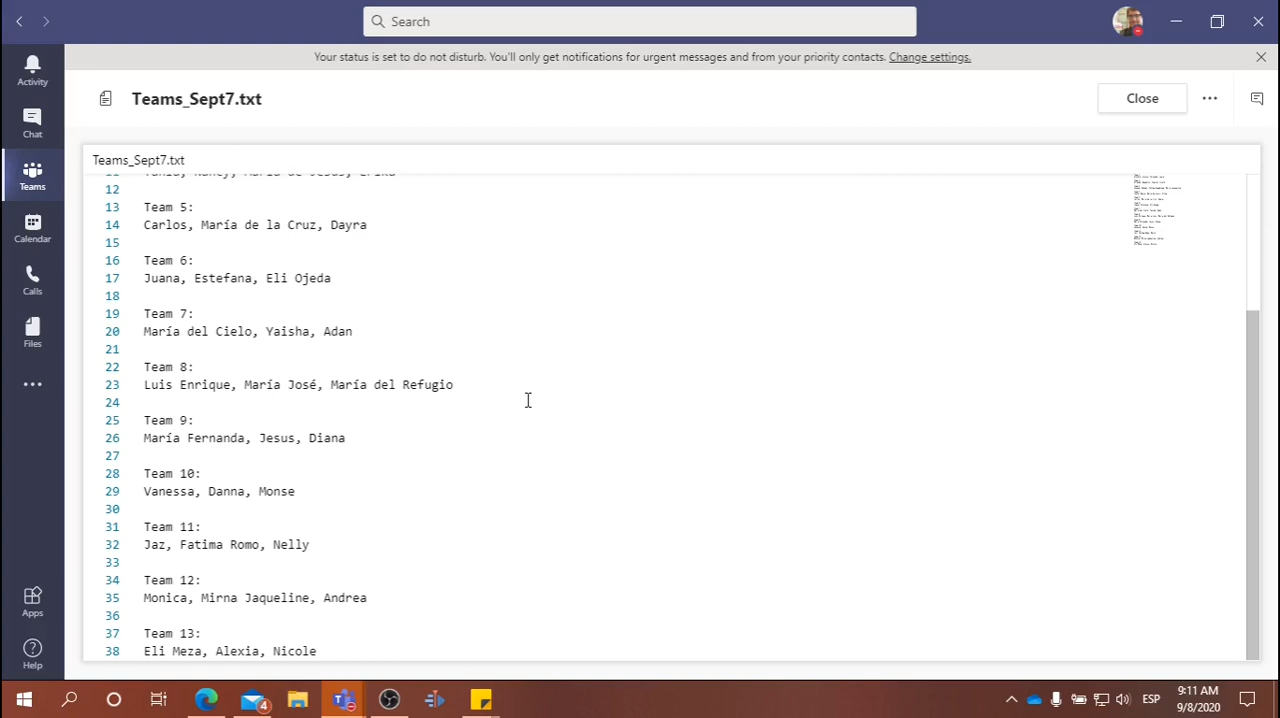 Search
Your status is set to do not disturb. You'll only get notifications for urgent messages and from your priority contacts. Change settings.
Activity
Chat
Teams
Calendar
Calls
Files
Apps
Help
Teams_Sept7.txt
Close
Teams_Sept7.txt
12
13 Team 5:
14 Carlos, María de la Cruz, Dayra
15
16 Team 6:
17 Juana, Estefana, Eli Ojeda
18
19 Team 7:
20 María del Cielo, Yaisha, Adan
21
22 Team 8:
23 Luis Enrique, María José, María del Refugio
24
25 Team 9:
26 María Fernanda, Jesus, Diana
27
28 Team 10:
29 Vanessa, Danna, Monse
30
31 Team 11:
32 Jaz, Fatima Romo, Nelly
33
34 Team 12:
35 Monica, Mirna Jaqueline, Andrea
36
37 Team 13:
38 Eli Meza, Alexia, Nicole
4
ESP
9:11 AM
9/8/2020